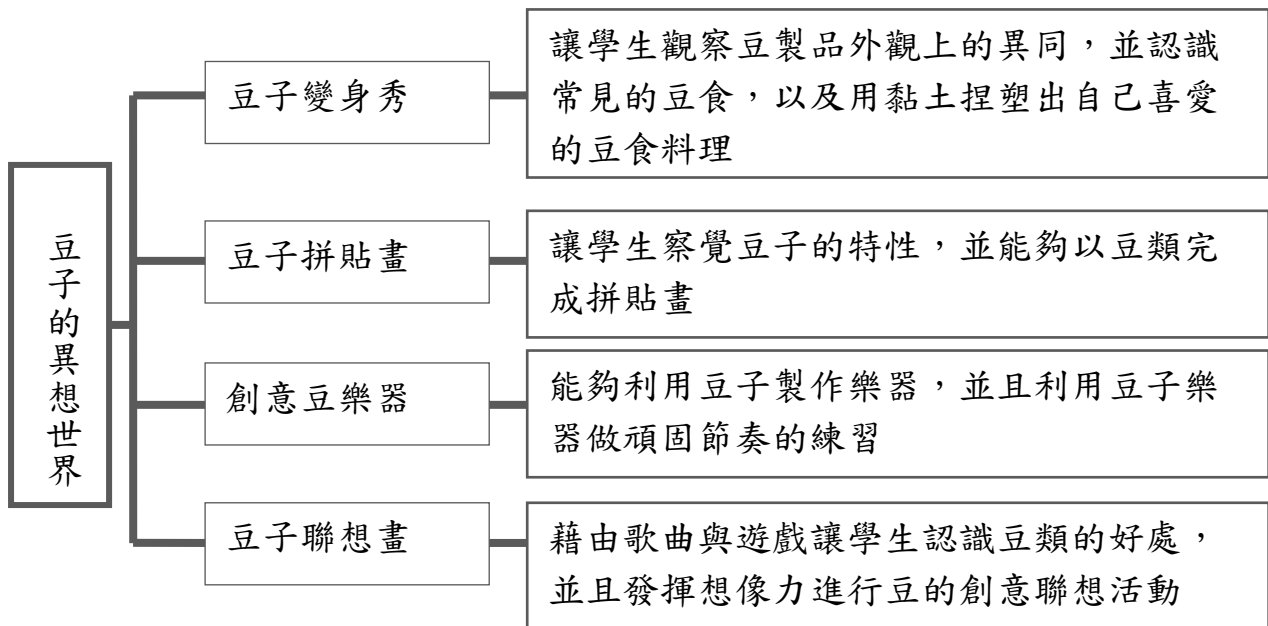 豆子的異想世界
豆子變身秀
讓學生觀察豆製品外觀上的異同，並認識
常見的豆食，以及用黏土捏塑出自己喜愛
的豆食料理
豆子拼貼畫
讓學生察覺豆子的特性，並能夠以豆類完
成拼貼畫
創意豆樂器
能夠利用豆子製作樂器，並且利用豆子樂
器做頑固節奏的練習
豆子聯想畫
藉由歌曲與遊戲讓學生認識豆類的好處，
並且發揮想像力進行豆的創意聯想活動